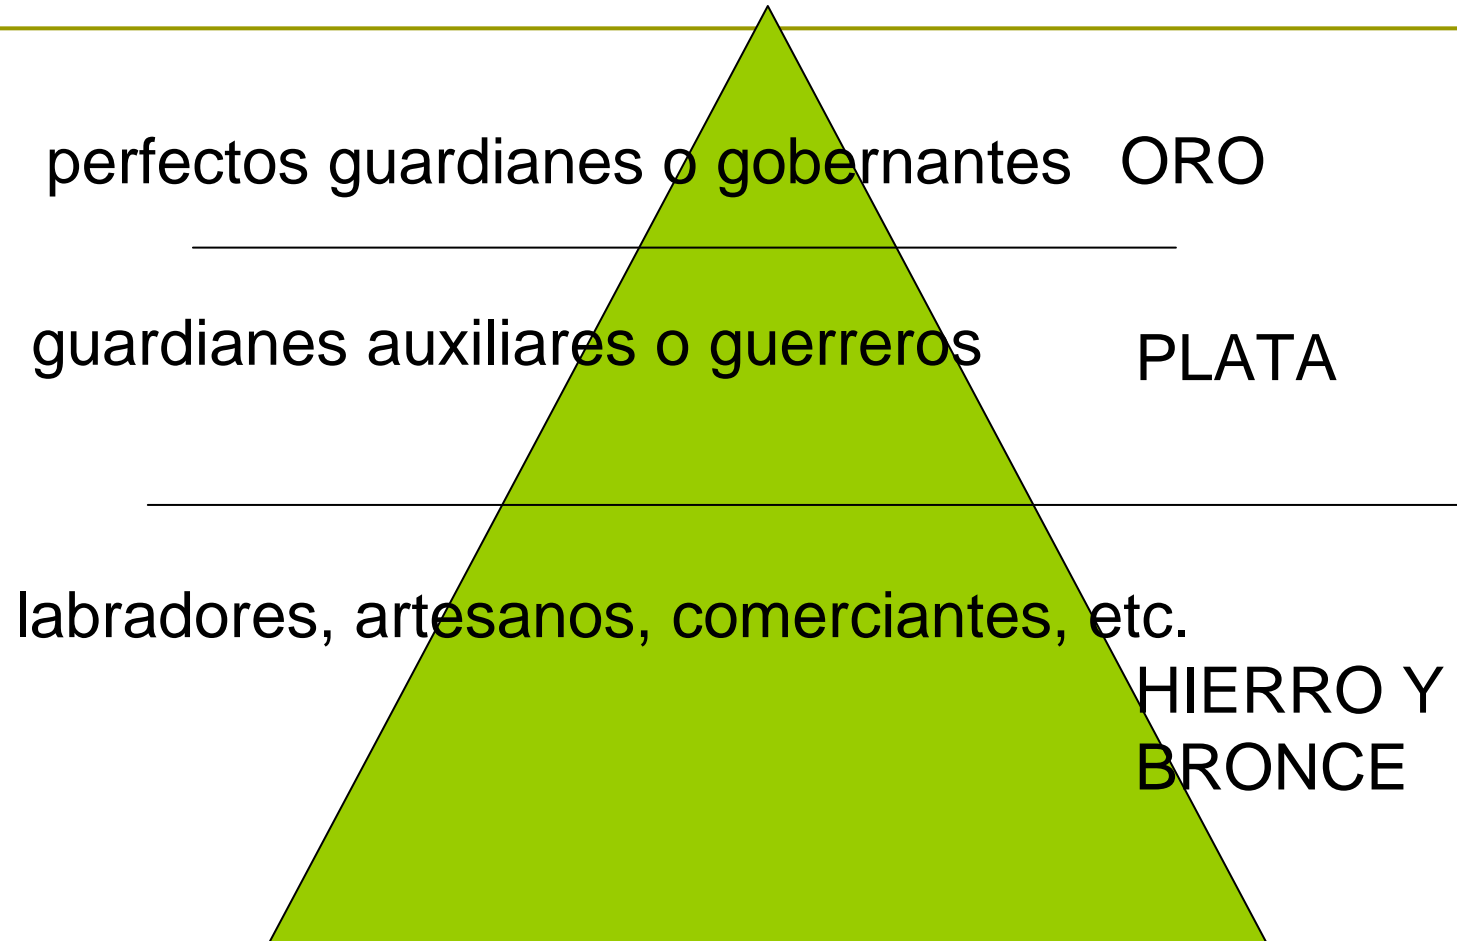 perfectos guardianes o gobernantes ORO
guardianes auxiliares o guerreros PLATA
labradores, artesanos, comerciantes, etc.
HIERRO Y
BRONCE